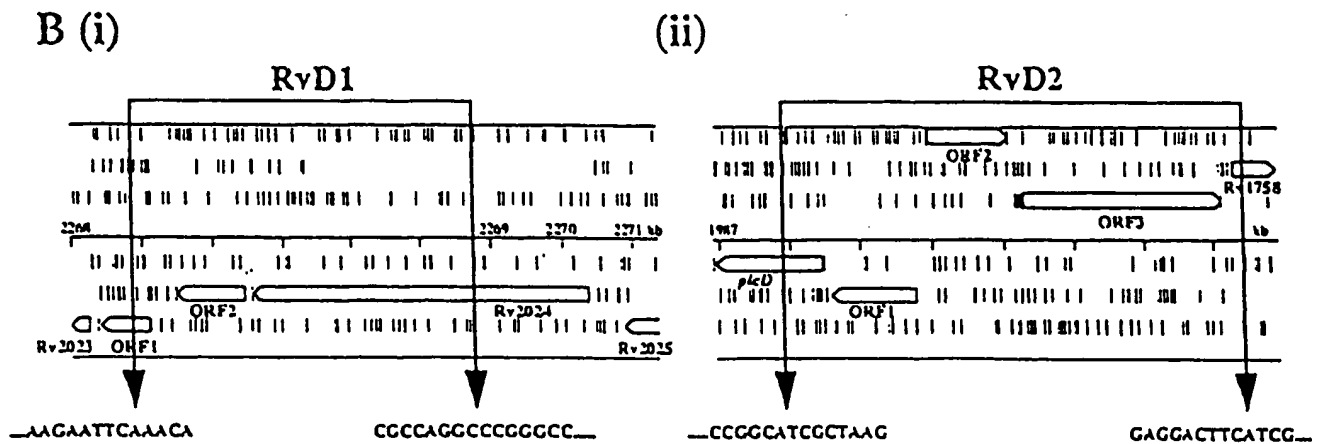 B (i)
(ii)
RvD1
RvD2
ORF2
Rv1758
ORF3
2268
2269
2270
2271 kb
1987
kb
plcD
ORF2
Rv2024
ORF1
Rv2023
ORF1
Rv2025
—AAGAATTCAAACA
CGCCAGGCCCGGGCC—
—CCGGCATCGCTAAG
GAGGACTTCATCG—